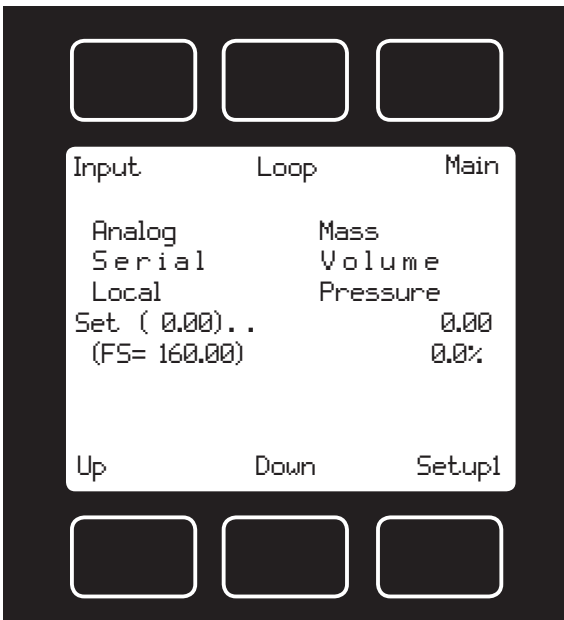 Input Loop Main
Analog Mass
Serial Volume
Local Pressure
Set ( 0.00).. 0.00
(FS= 160.00) 0.0%
Up Down Setup1